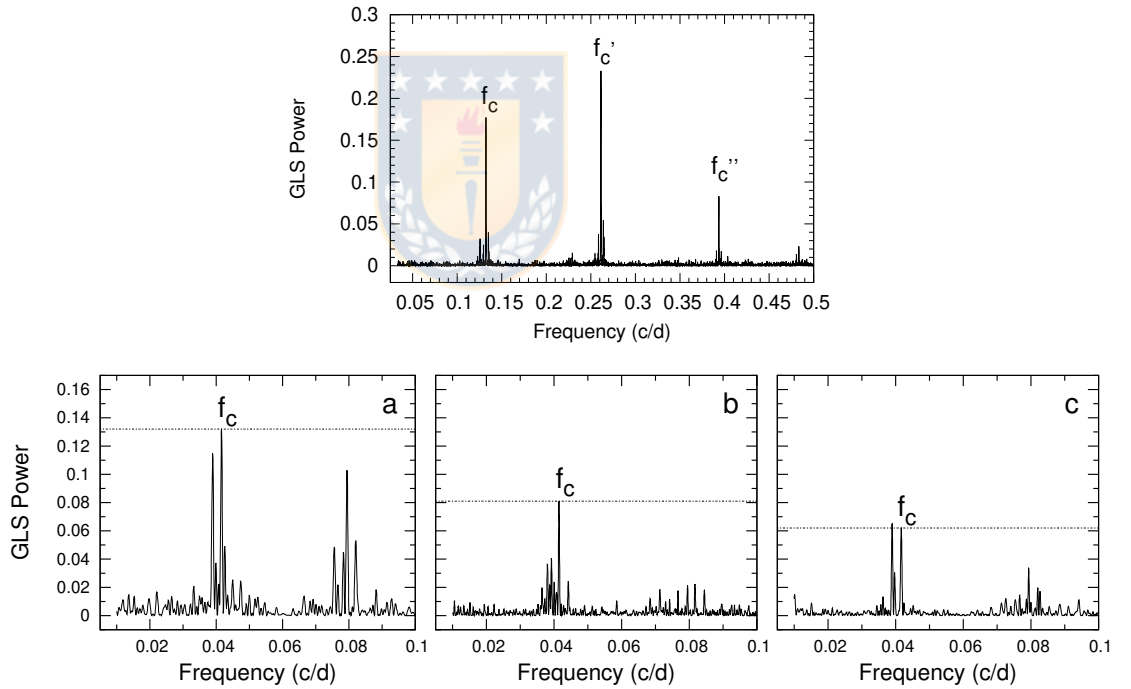 0.3
0.25
0.2
0.15
0.1
0.05
0
GLS Power
f_c
f_c’
f_c’’
0.05 0.1 0.15 0.2 0.25 0.3 0.35 0.4 0.45 0.5
Frequency (c/d)
0.16
0.14
0.12
0.1
0.08
0.06
0.04
0.02
0
GLS Power
a
f_c
0.02 0.04 0.06 0.08 0.1
Frequency (c/d)
b
f_c
0.02 0.04 0.06 0.08 0.1
Frequency (c/d)
c
f_c
0.02 0.04 0.06 0.08 0.1
Frequency (c/d)